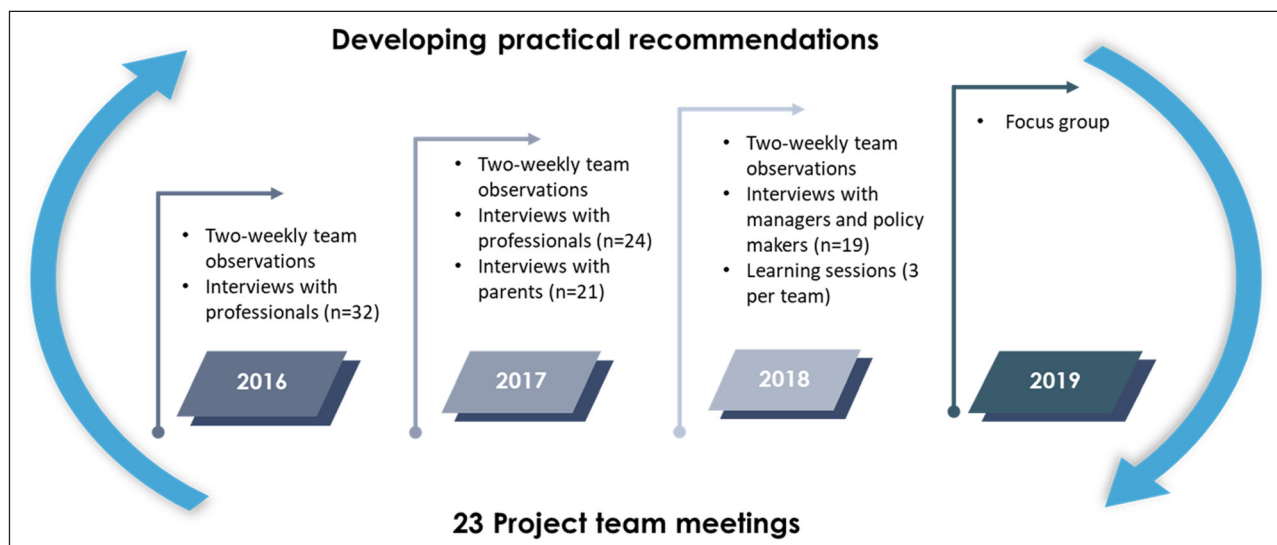 Developing practical recommendations
• Two-weekly team
observations
• Interviews with
professionals (n=32)
2016
• Two-weekly team
observations
• Interviews with
professionals (n=24)
• Interviews with
parents (n=21)
2017
• Two-weekly team
observations
• Interviews with
managers and policy
makers (n=19)
• Learning sessions (3
per team)
2018
• Focus group
2019
23 Project team meetings